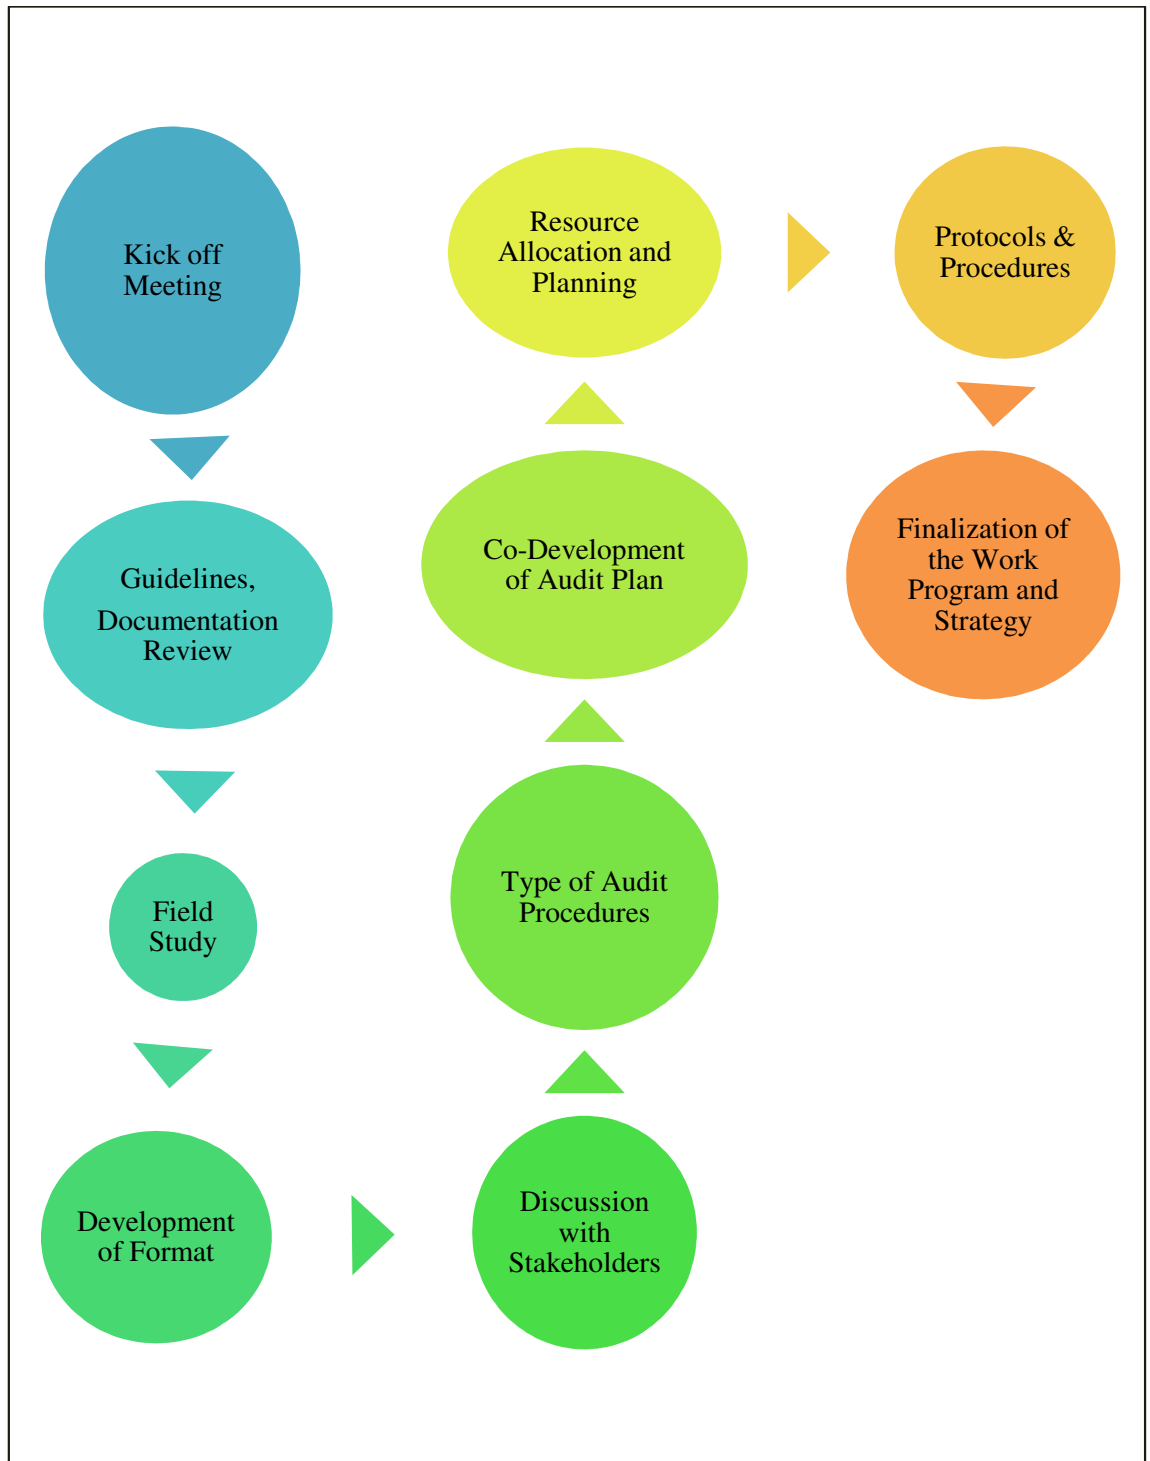 Kick off
Meeting
Guidelines,
Documentation
Review
Field
Study
Development
of Format
Discussion
with
Stakeholders
Type of Audit
Procedures
Co-Development
of Audit Plan
Resource
Allocation and
Planning
Protocols &
Procedures
Finalization of
the Work
Program and
Strategy